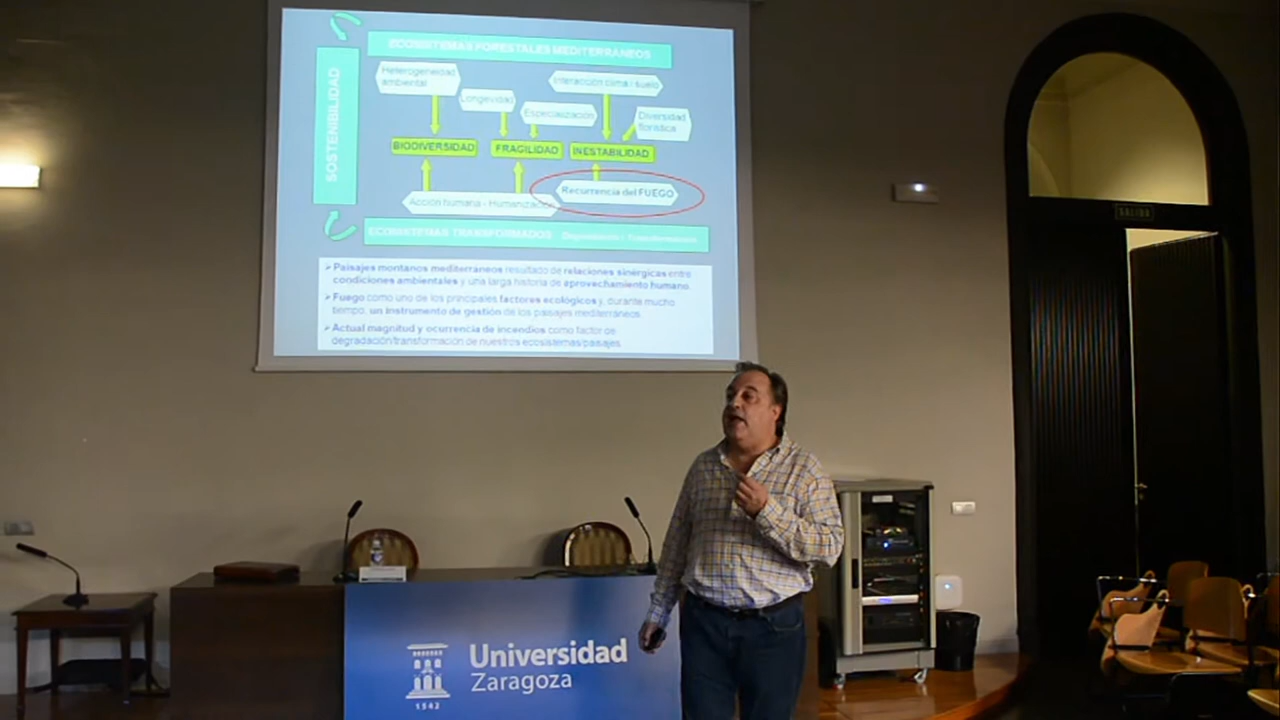 ECOSISTEMAS FORESTALES MEDITERRÁNEOS
SOSTENIBILIDAD
Heterogeneidad
ambiental
Interacción clima / suelo
Longevidad
Especialización
Diversidad
florística
BIODIVERSIDAD
FRAGILIDAD
INESTABILIDAD
Recurrencia del FUEGO
Acción humana - Humanización
ECOSISTEMAS TRANSFORMADOS
➢ Paisajes montanos mediterráneos resultado de relaciones sinérgicas entre
condiciones ambientales y una larga historia de aprovechamiento humano.
➢ Fuego como uno de los principales factores ecológicos y, durante mucho
tiempo, un instrumento de gestión de los paisajes mediterráneos.
➢ Actual magnitud y ocurrencia de incendios como factor de
degradación/transformación de nuestros ecosistemas/paisajes.
SALIDA
Universidad
Zaragoza
1542